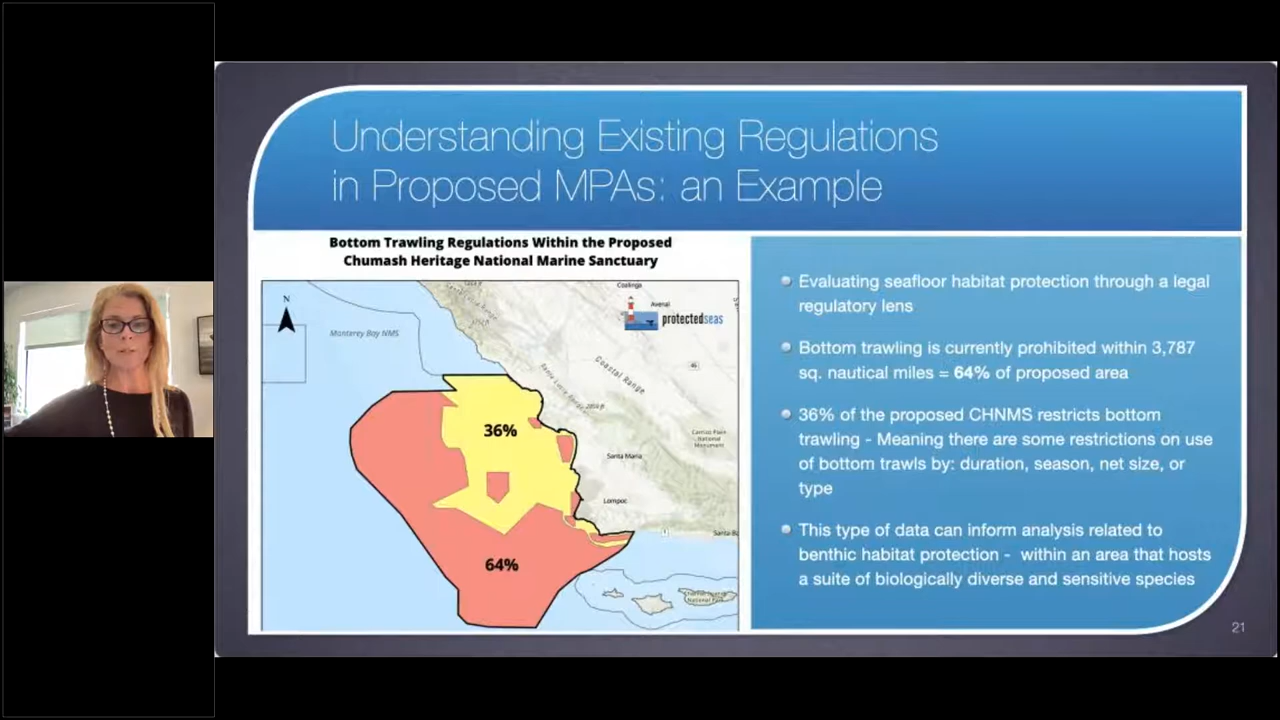 Understanding Existing Regulations
in Proposed MPAs: an Example
Bottom Trawling Regulations Within the Proposed
Chumash Heritage National Marine Sanctuary
N
Monterey Bay NMS
Coalinga
Avenal
protectedseas
Coastal Range
36%
Santa Maria
Lompoc
64%
Evaluating seafloor habitat protection through a legal
regulatory lens
Bottom trawling is currently prohibited within 3,787
sq. nautical miles = 64% of proposed area
36% of the proposed CHNMS restricts bottom
trawling - Meaning there are some restrictions on use
of bottom trawls by: duration, season, net size, or
type
This type of data can inform analysis related to
benthic habitat protection - within an area that hosts
a suite of biologically diverse and sensitive species
21